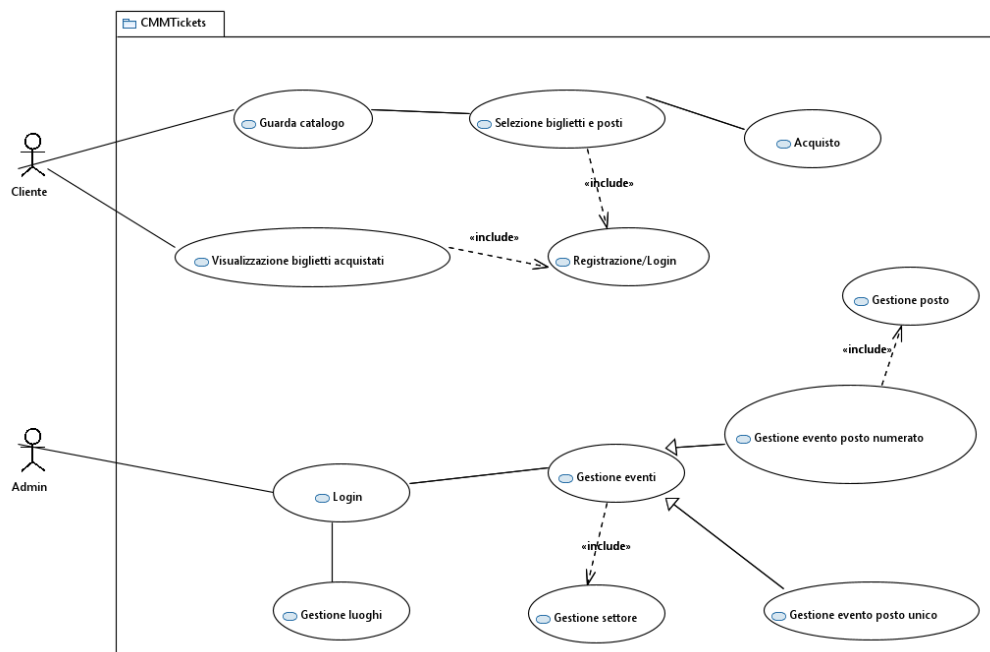 CMMTickets
Guarda catalogo
Selezione biglietti e posti
Acquisto
«include»
Cliente
«include»
Visualizzazione biglietti acquistati
Registrazione/Login
Gestione posto
«include»
Gestione evento posto numerato
Admin
Gestione eventi
Login
«include»
Gestione luoghi
Gestione settore
Gestione evento posto unico